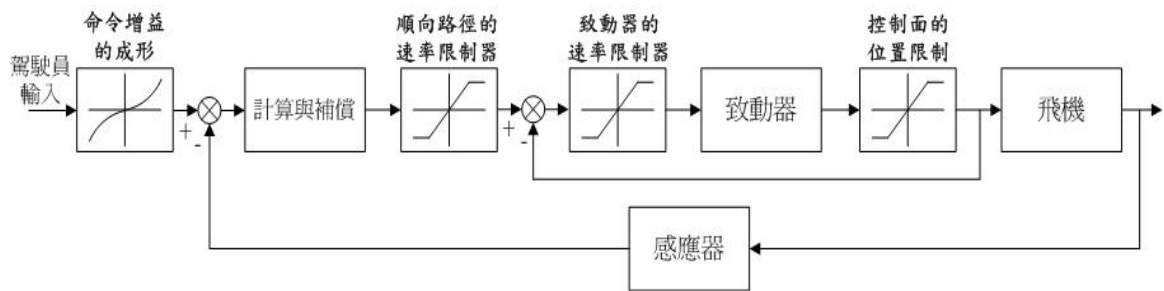 命令增益
的成形
順向路徑的
速率限制器
致動器的
速率限制器
控制面的
位置限制
駕駛員
輸入
計算與補償
致動器
飛機
+
-
+
-
感應器